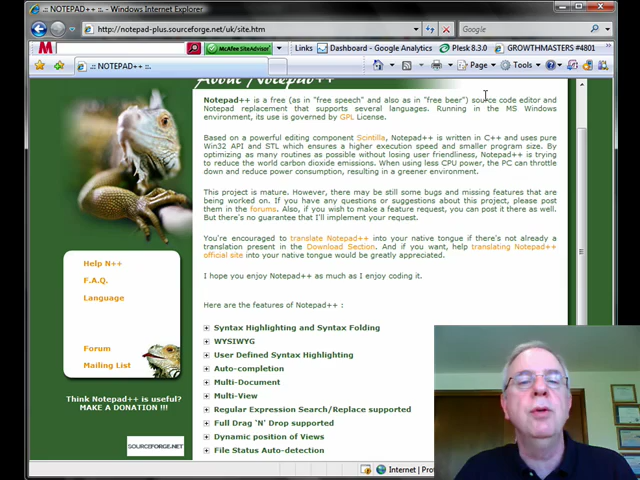 .: NOTEPAD++ :. - Windows Internet Explorer
http://notepad-plus.sourceforge.net/uk/site.htm
Google
McAfee SiteAdvisor
Links
Dashboard - Google Analytics
Plesk 8.3.0
GROWTHMASTERS #4801
.: NOTEPAD++ :.
Page
Tools
About Notepad++
Notepad++ is a free (as in "free speech" and also as in "free beer") source code editor and
Notepad replacement that supports several languages. Running in the MS Windows
environment, its use is governed by GPL License.
Based on a powerful editing component Scintilla, Notepad++ is written in C++ and uses pure
Win32 API and STL which ensures a higher execution speed and smaller program size. By
optimizing as many routines as possible without losing user friendliness, Notepad++ is trying
to reduce the world carbon dioxide emissions. When using less CPU power, the PC can throttle
down and reduce power consumption, resulting in a greener environment.
This project is mature. However, there may be still some bugs and missing features that are
being worked on. If you have any questions or suggestions about this project, please post
them in the forums. Also, if you wish to make a feature request, you can post it there as well.
But there's no guarantee that I'll implement your request.
You're encouraged to translate Notepad++ into your native tongue if there's not already a
translation present in the Download Section. And if you want, help translating Notepad++
official site into your native tongue would be greatly appreciated.
I hope you enjoy Notepad++ as much as I enjoy coding it.
Here are the features of Notepad++ :
Syntax Highlighting and Syntax Folding
WYSIWYG
User Defined Syntax Highlighting
Auto-completion
Multi-Document
Multi-View
Regular Expression Search/Replace supported
Full Drag 'N' Drop supported
Dynamic position of Views
File Status Auto-detection
Help N++
F.A.Q.
Language
Forum
Mailing List
Think Notepad++ is useful?
MAKE A DONATION !!!
SOURCEFORGE.NET
Internet | Prot